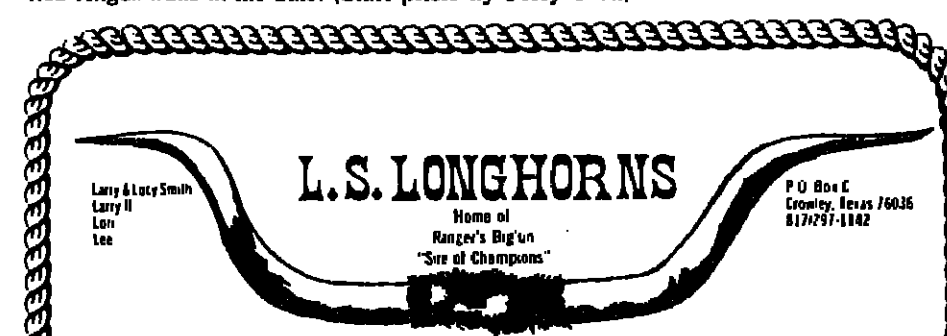 L.S. LONGHORNS
Larry & Lucy Smith
Larry II
Lori
Lee
Home of
Ranger's Big'un
"Sire of Champions"
P O Box C
Crowley, Texas 76036
817/297-1142